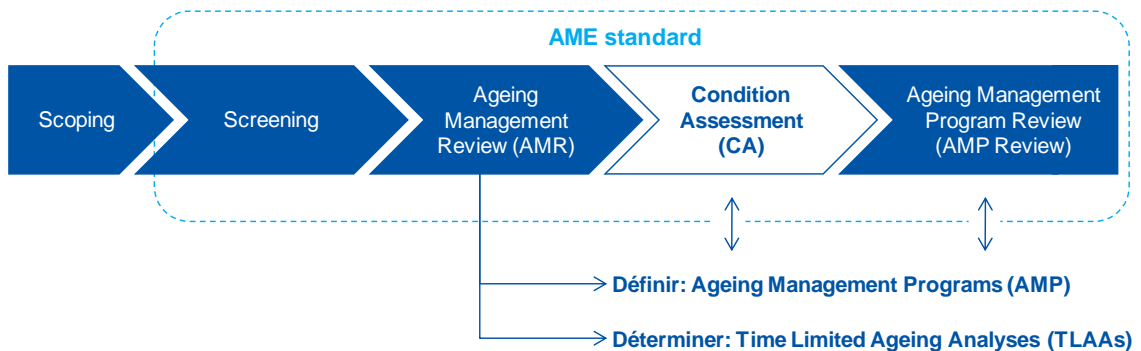 AME standard
Scoping
Screening
Ageing
Management
Review (AMR)
Condition
Assessment
(CA)
Ageing Management
Program Review
(AMP Review)
Définir: Ageing Management Programs (AMP)
Déterminer: Time Limited Ageing Analyses (TLAAs)